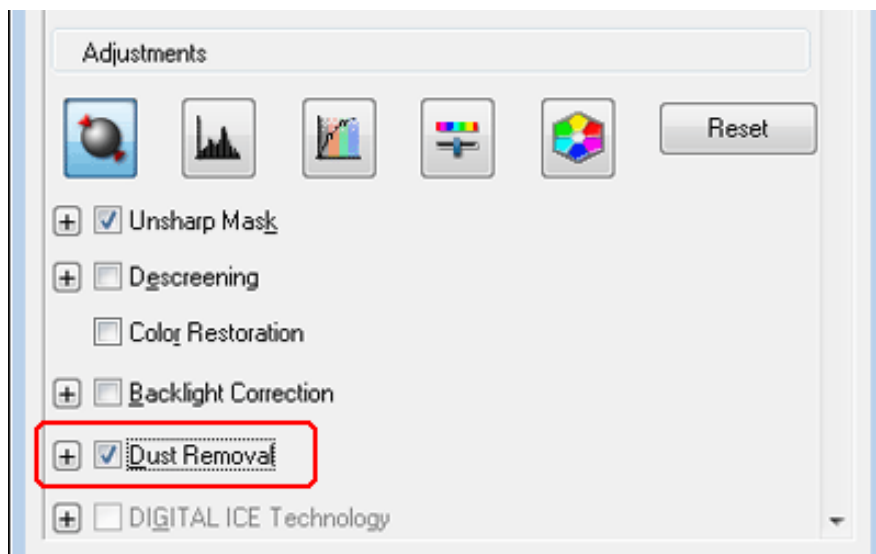 Adjustments
Reset
Unsharp Mask
Descreening
Color Restoration
Backlight Correction
Dust Removal
DIGITAL ICE Technology